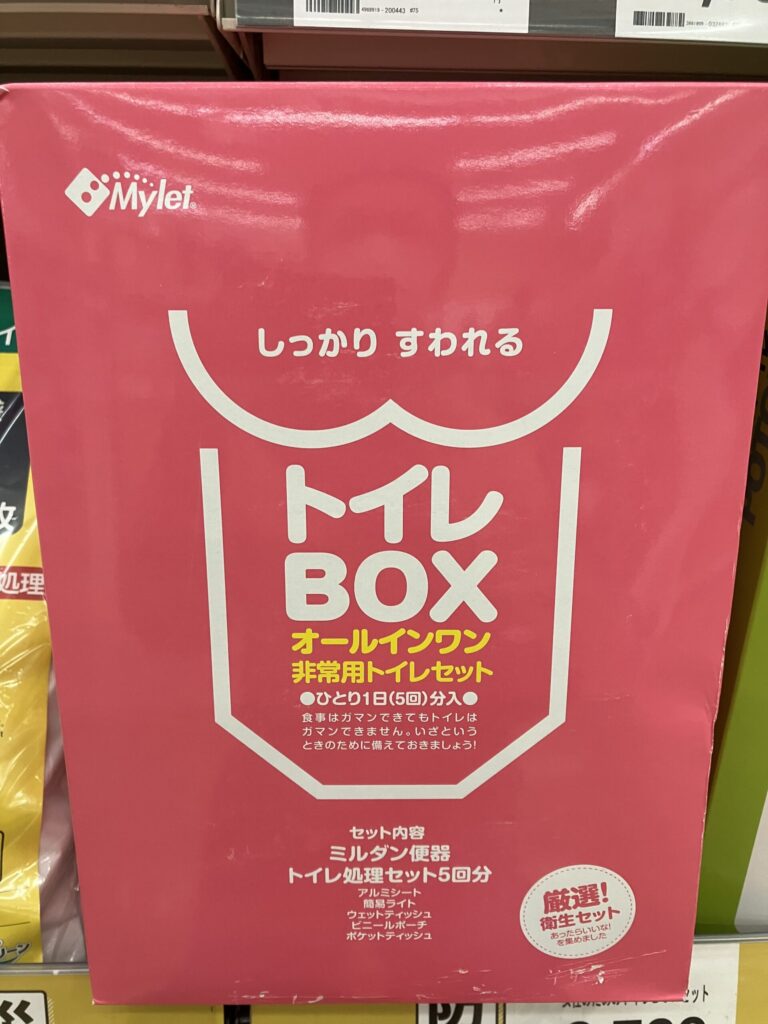 4989919-200443 #75
Mylet
しっかり すわれる
トイレ
BOX
オールインワン
非常用トイレセット
●ひとり1日(5回)分入●
食事はガマンできてもトイレは
ガマンできません。いざという
ときのために備えておきましょう!
セット内容
ミルダン便器
トイレ処理セット5回分
アルミシート
簡易ライト
ウェットティッシュ
ビニールポーチ
ポケットティッシュ
厳選!
衛生セット
あったらいいな!
を集めました
処理